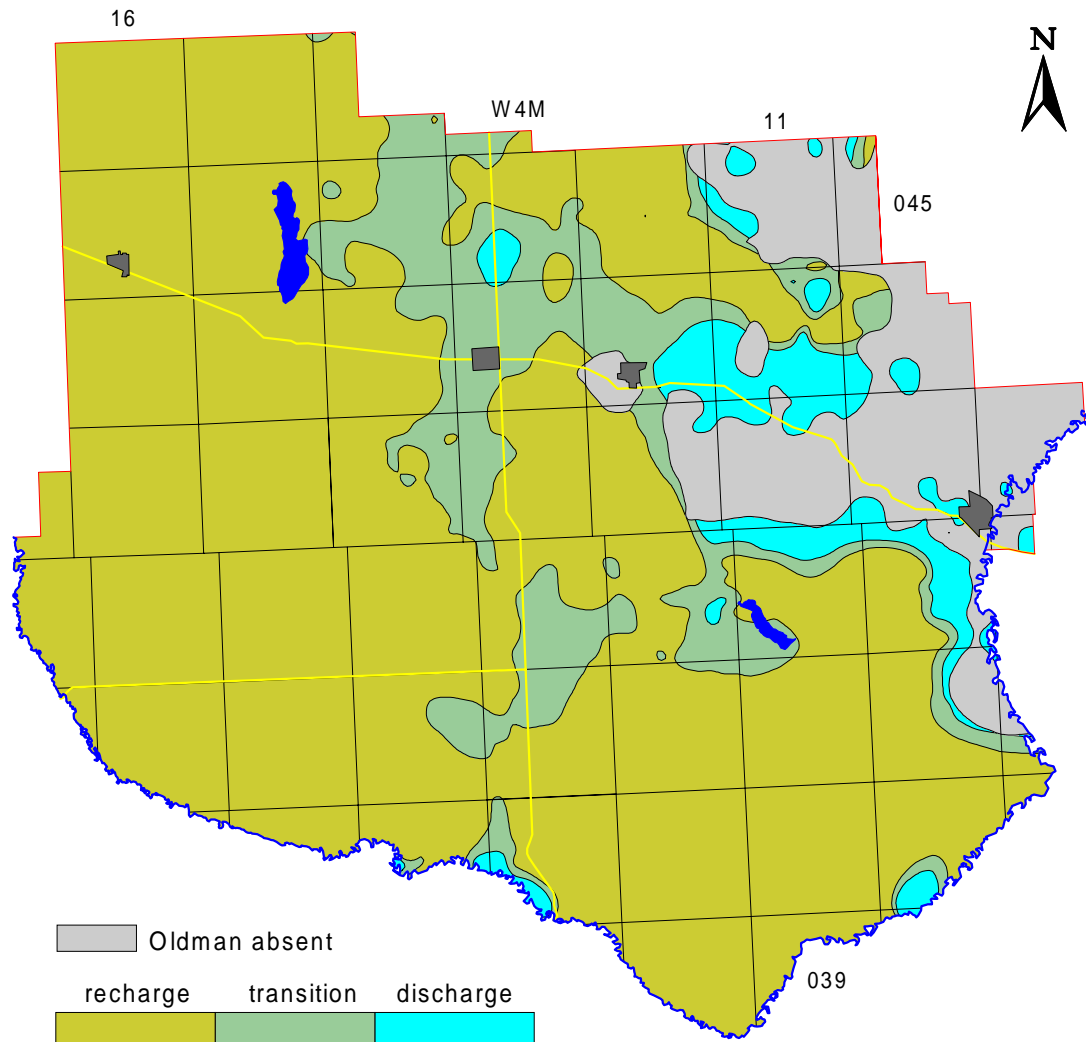 16
N
W4M
11
045
Oldman absent
039
recharge transition discharge